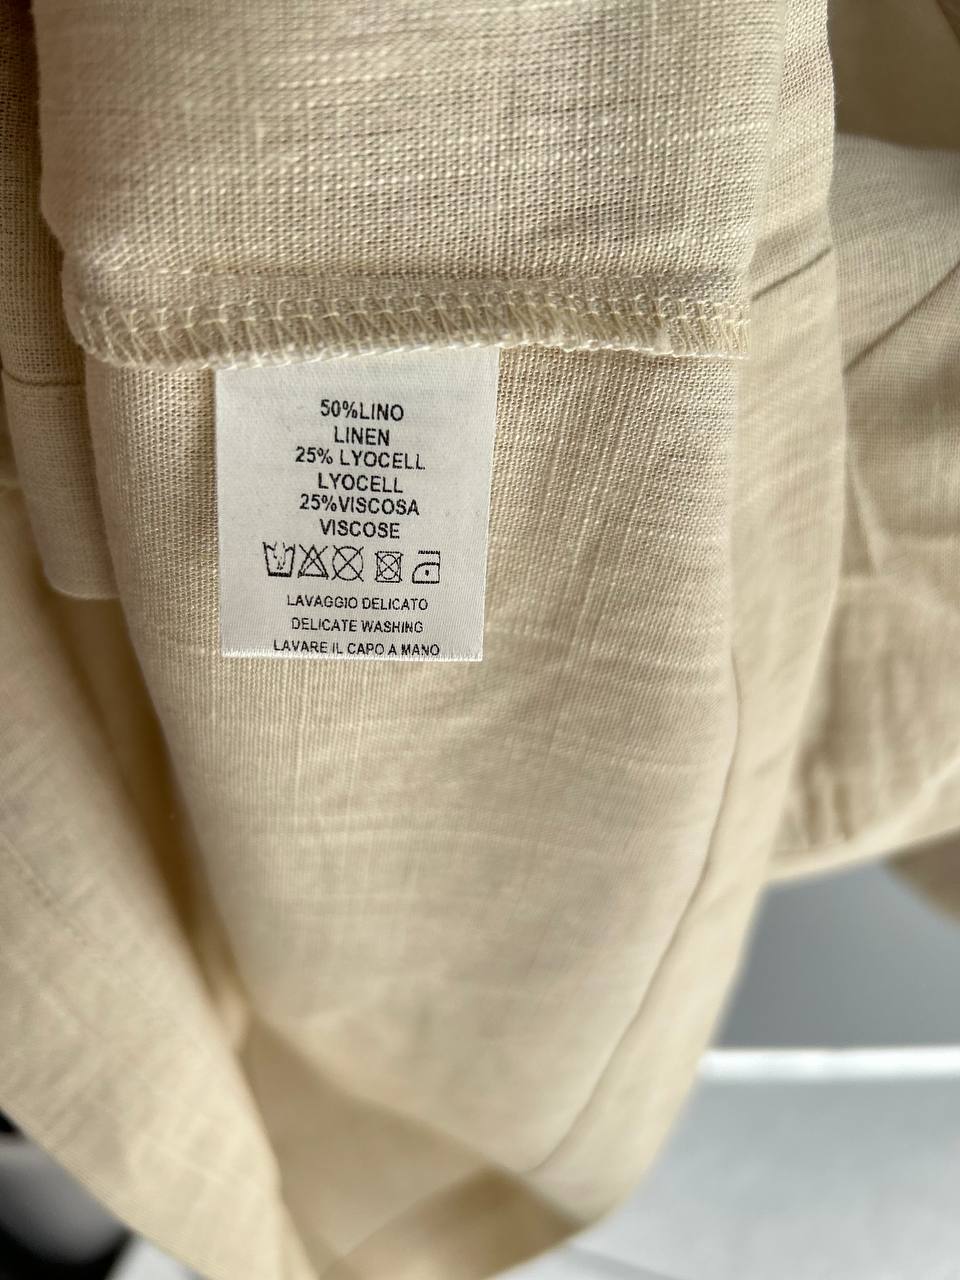 50%LINO
LINEN
25% LYOCELL
LYOCELL
25%VISCOSA
VISCOSE
LAVAGGIO DELICATO
DELICATE WASHING
LAVARE IL CAPO A MANO